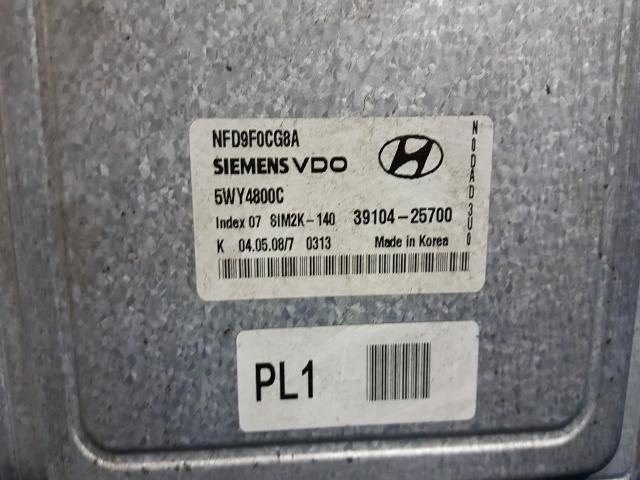 NFD9F0CG8A
SIEMENS VDO
5WY4800C
Index 07 SIM2K-140 39104-25700
K 04.05.08/7 0313 Made in Korea
N0DAD3U0
PL1